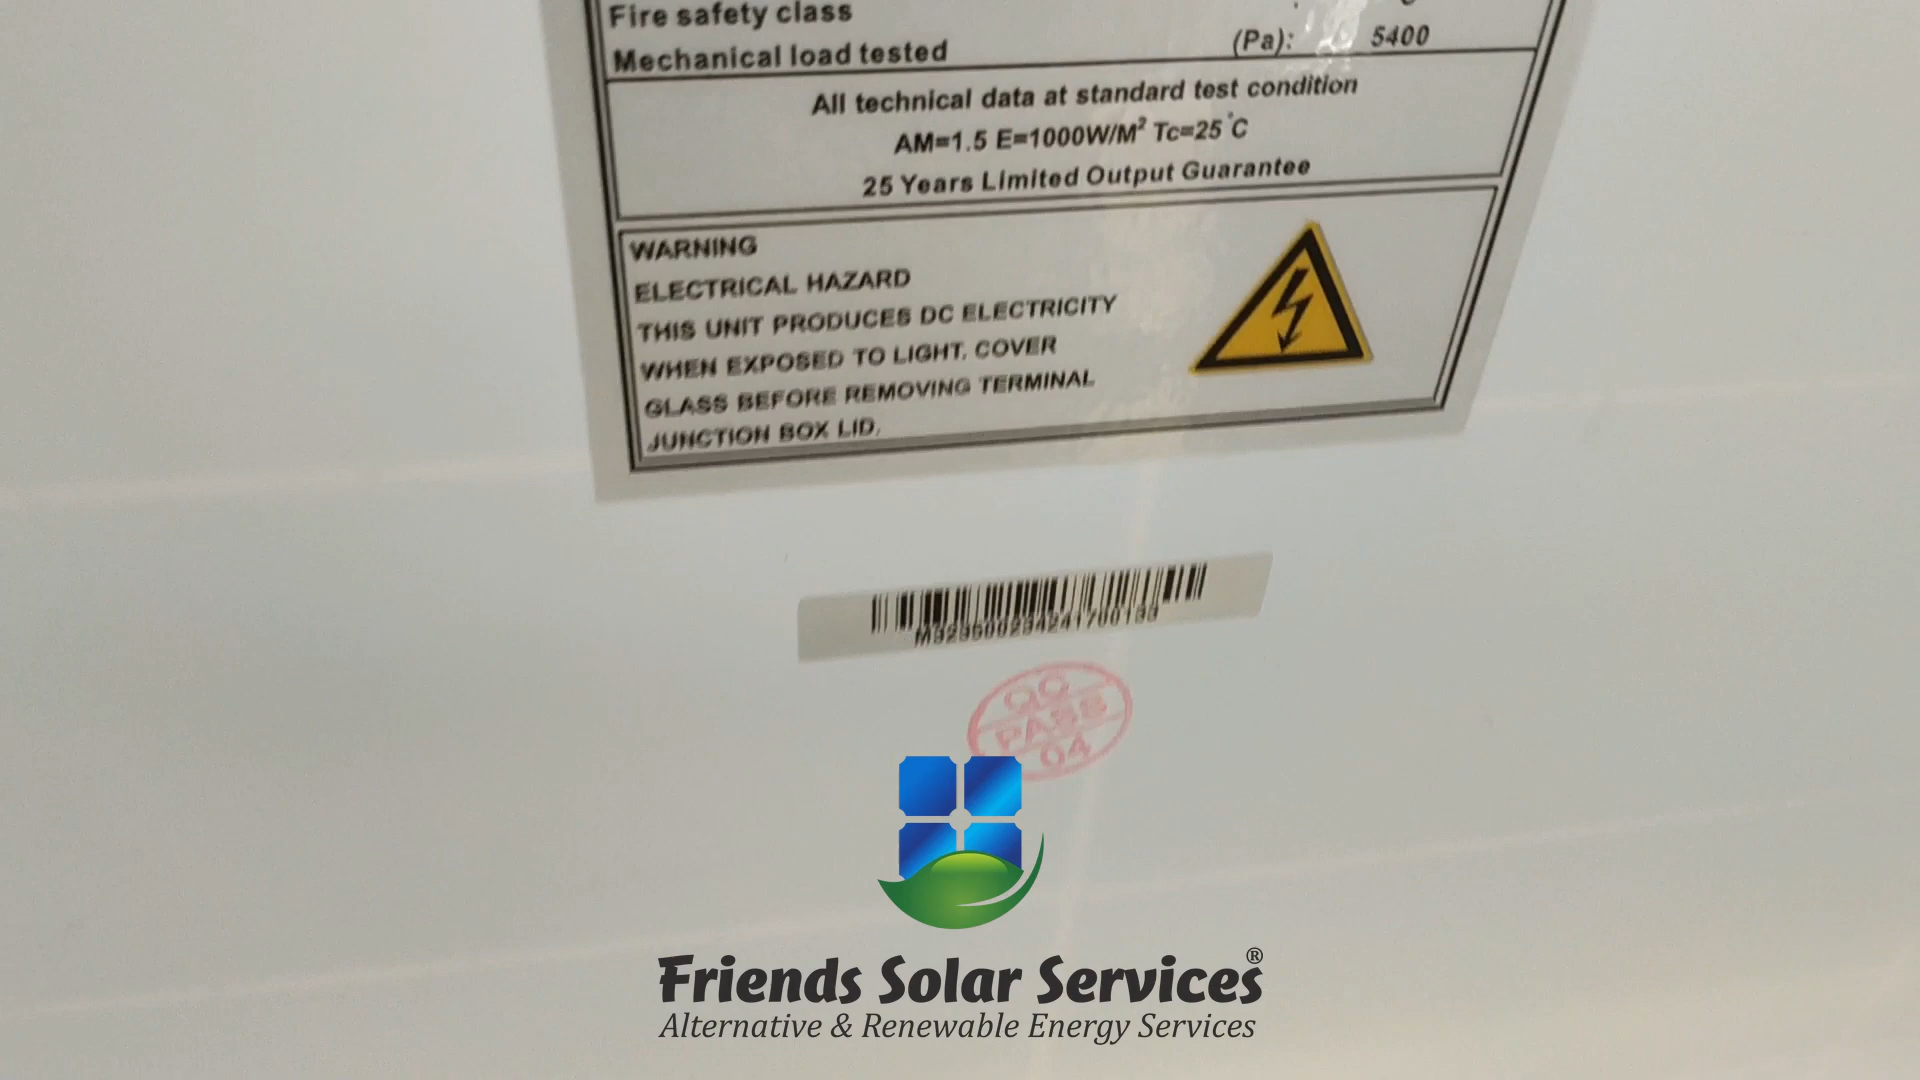 Fire safety class
Mechanical load tested (Pa): 5400
All technical data at standard test condition
AM=1.5 E=1000W/M² Tc=25°C
25 Years Limited Output Guarantee
WARNING
ELECTRICAL HAZARD
THIS UNIT PRODUCES DC ELECTRICITY
WHEN EXPOSED TO LIGHT, COVER
GLASS BEFORE REMOVING TERMINAL
JUNCTION BOX LID.
QC
PASS
04
Friends Solar Services®
Alternative & Renewable Energy Services